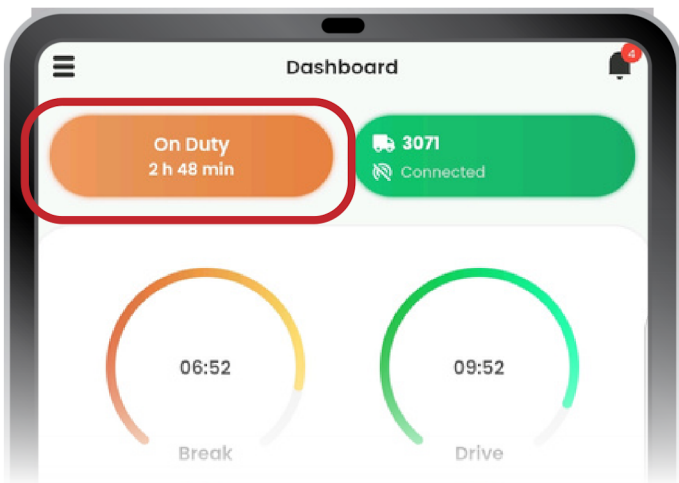 Dashboard
4
On Duty
2 h 48 min
3071
Connected
06:52
09:52
Break
Drive